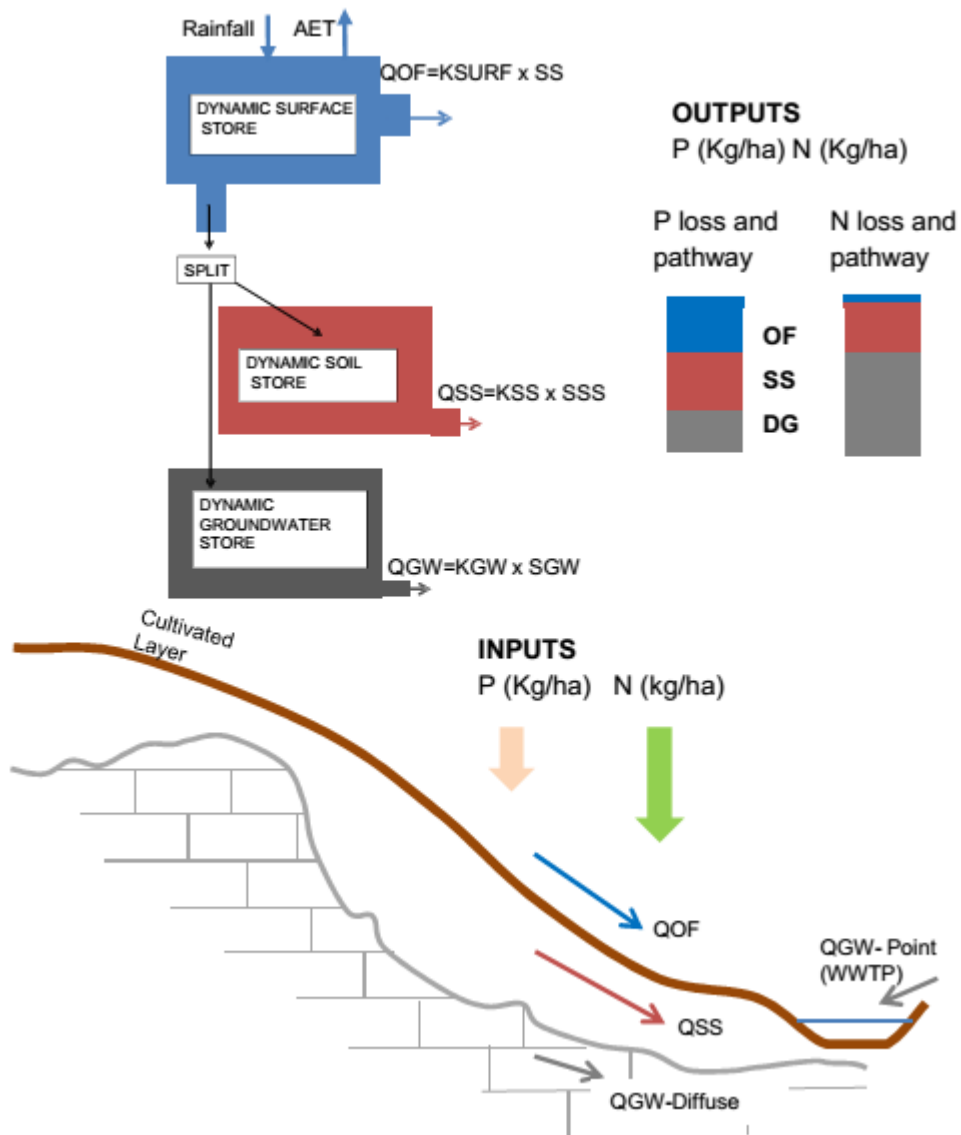 Rainfall AET
QOF=KSURF x SS
DYNAMIC SURFACE
STORE
SPLIT
DYNAMIC SOIL
STORE
QSS=KSS x SSS
DYNAMIC
GROUNDWATER
STORE
QGW=KGW x SGW
OUTPUTS
P (Kg/ha) N (Kg/ha)
P loss and
pathway
N loss and
pathway
OF
SS
DG
Cultivated
Layer
INPUTS
P (Kg/ha) N (kg/ha)
QOF
QSS
QGW-Diffuse
QGW- Point
(WWTP)